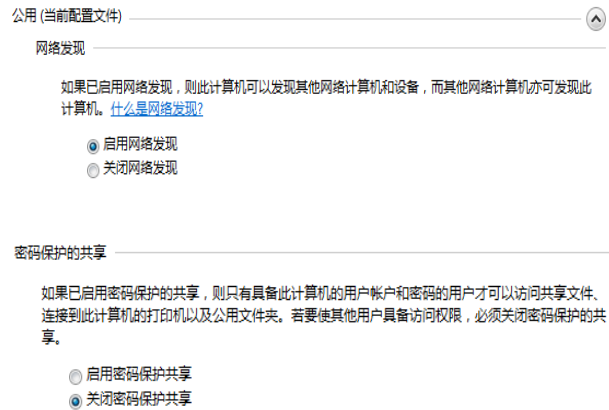 公用 (当前配置文件)
网络发现
如果已启用网络发现，则此计算机可以发现其他网络计算机和设备，而其他网络计算机亦可发现此
计算机。什么是网络发现?
启用网络发现
关闭网络发现
密码保护的共享
如果已启用密码保护的共享，则只有具备此计算机的用户帐户和密码的用户才可以访问共享文件、
连接到此计算机的打印机以及公用文件夹。若要使其他用户具备访问权限，必须关闭密码保护的共
享。
启用密码保护共享
关闭密码保护共享